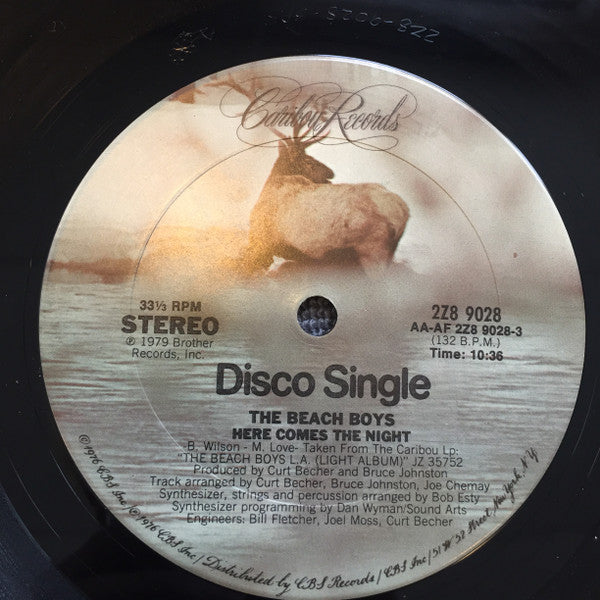 Caribou Records
33⅓ RPM
STEREO
℗ 1979 Brother
Records, Inc.
2Z8 9028
AA-AF 2Z8 9028-3
(132 B.P.M.)
Time: 10:36
Disco Single
THE BEACH BOYS
HERE COMES THE NIGHT
B. Wilson - M. Love- Taken From The Caribou Lp:
"THE BEACH BOYS L.A. (LIGHT ALBUM)" JZ 35752
Produced by Curt Becher and Bruce Johnston
Track arranged by Curt Becher, Bruce Johnston, Joe Chemay
Synthesizer, strings and percussion arranged by Bob Esty
Synthesizer programming by Dan Wyman/Sound Arts
Engineers: Bill Fletcher, Joel Moss, Curt Becher
©1976 CBS Inc/℗1976 CBS Inc/Distributed by CBS Records/CBS Inc/51 W 52 Street, New York, N.Y.